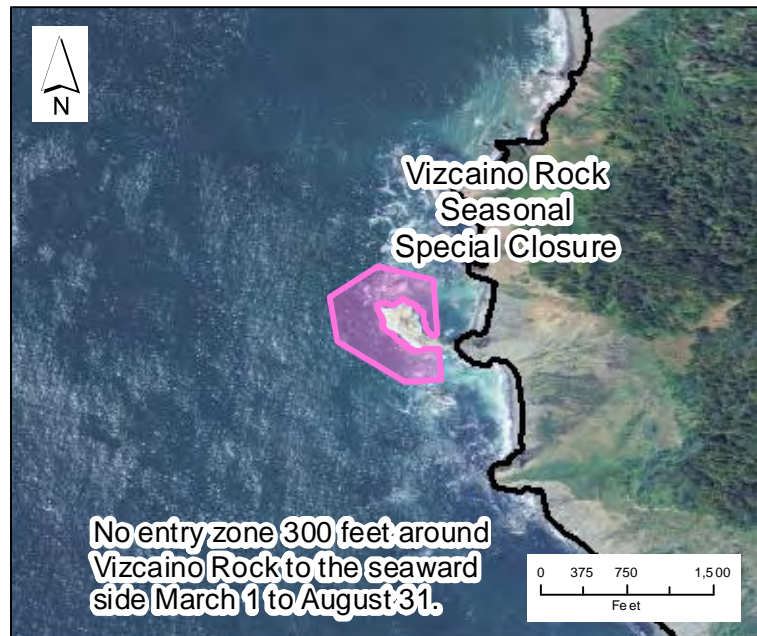 N
Vizcaino Rock
Seasonal
Special Closure
No entry zone 300 feet around
Vizcaino Rock to the seaward
side March 1 to August 31.
0 375 750 1,500
Feet